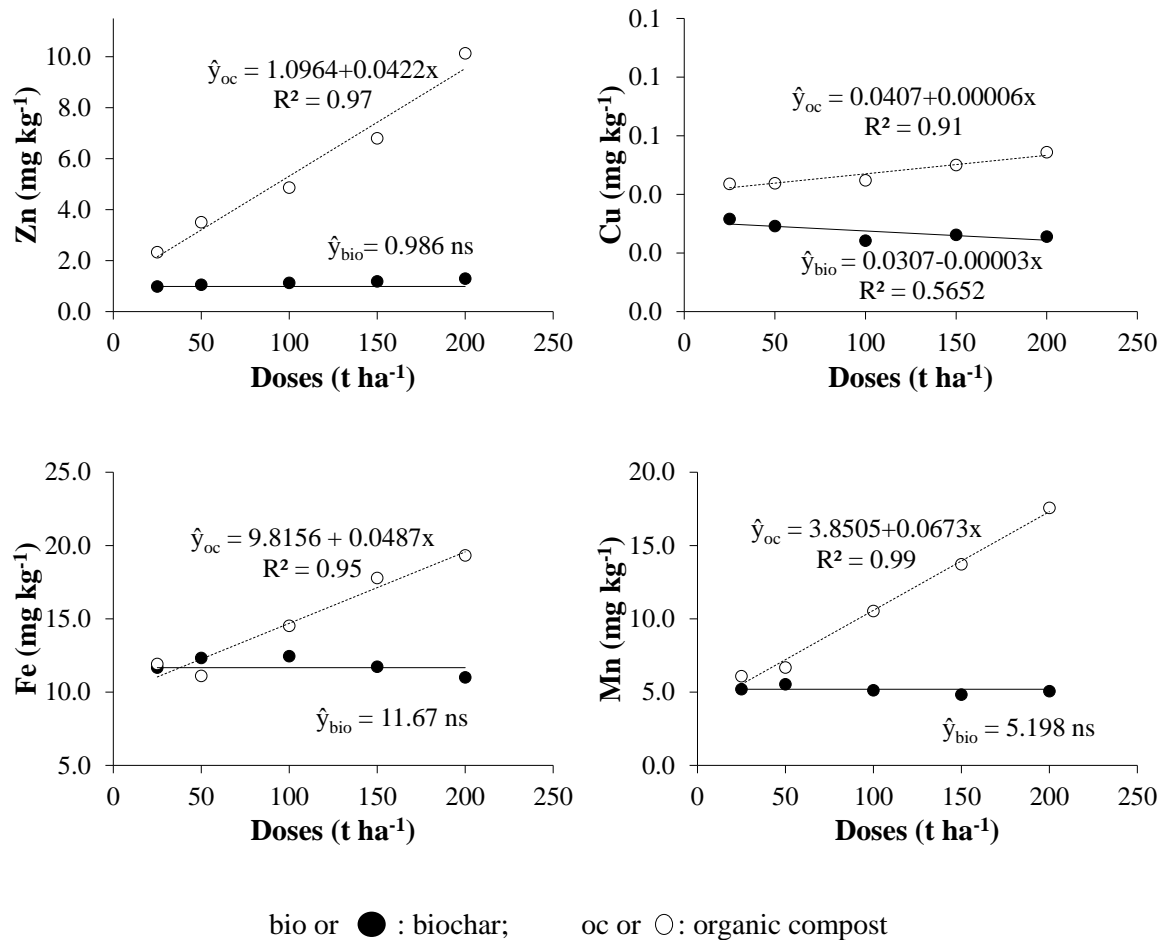 Zn (mg kg⁻¹)
10.0
8.0
6.0
4.0
2.0
0.0
ŷoc = 1.0964+0.0422x
R² = 0.97
ŷbio= 0.986 ns
0 50 100 150 200 250
Doses (t ha⁻¹)
Cu (mg kg⁻¹)
0.1
0.1
0.1
0.0
0.0
0.0
ŷoc = 0.0407+0.00006x
R² = 0.91
ŷbio = 0.0307-0.00003x
R² = 0.5652
0 50 100 150 200 250
Doses (t ha⁻¹)
Fe (mg kg⁻¹)
25.0
20.0
15.0
10.0
5.0
ŷoc = 9.8156 + 0.0487x
R² = 0.95
ŷbio = 11.67 ns
0 50 100 150 200 250
Doses (t ha⁻¹)
Mn (mg kg⁻¹)
20.0
15.0
10.0
5.0
0.0
ŷoc = 3.8505+0.0673x
R² = 0.99
ŷbio = 5.198 ns
0 50 100 150 200 250
Doses (t ha⁻¹)
bio or ● : biochar; oc or ○: organic compost